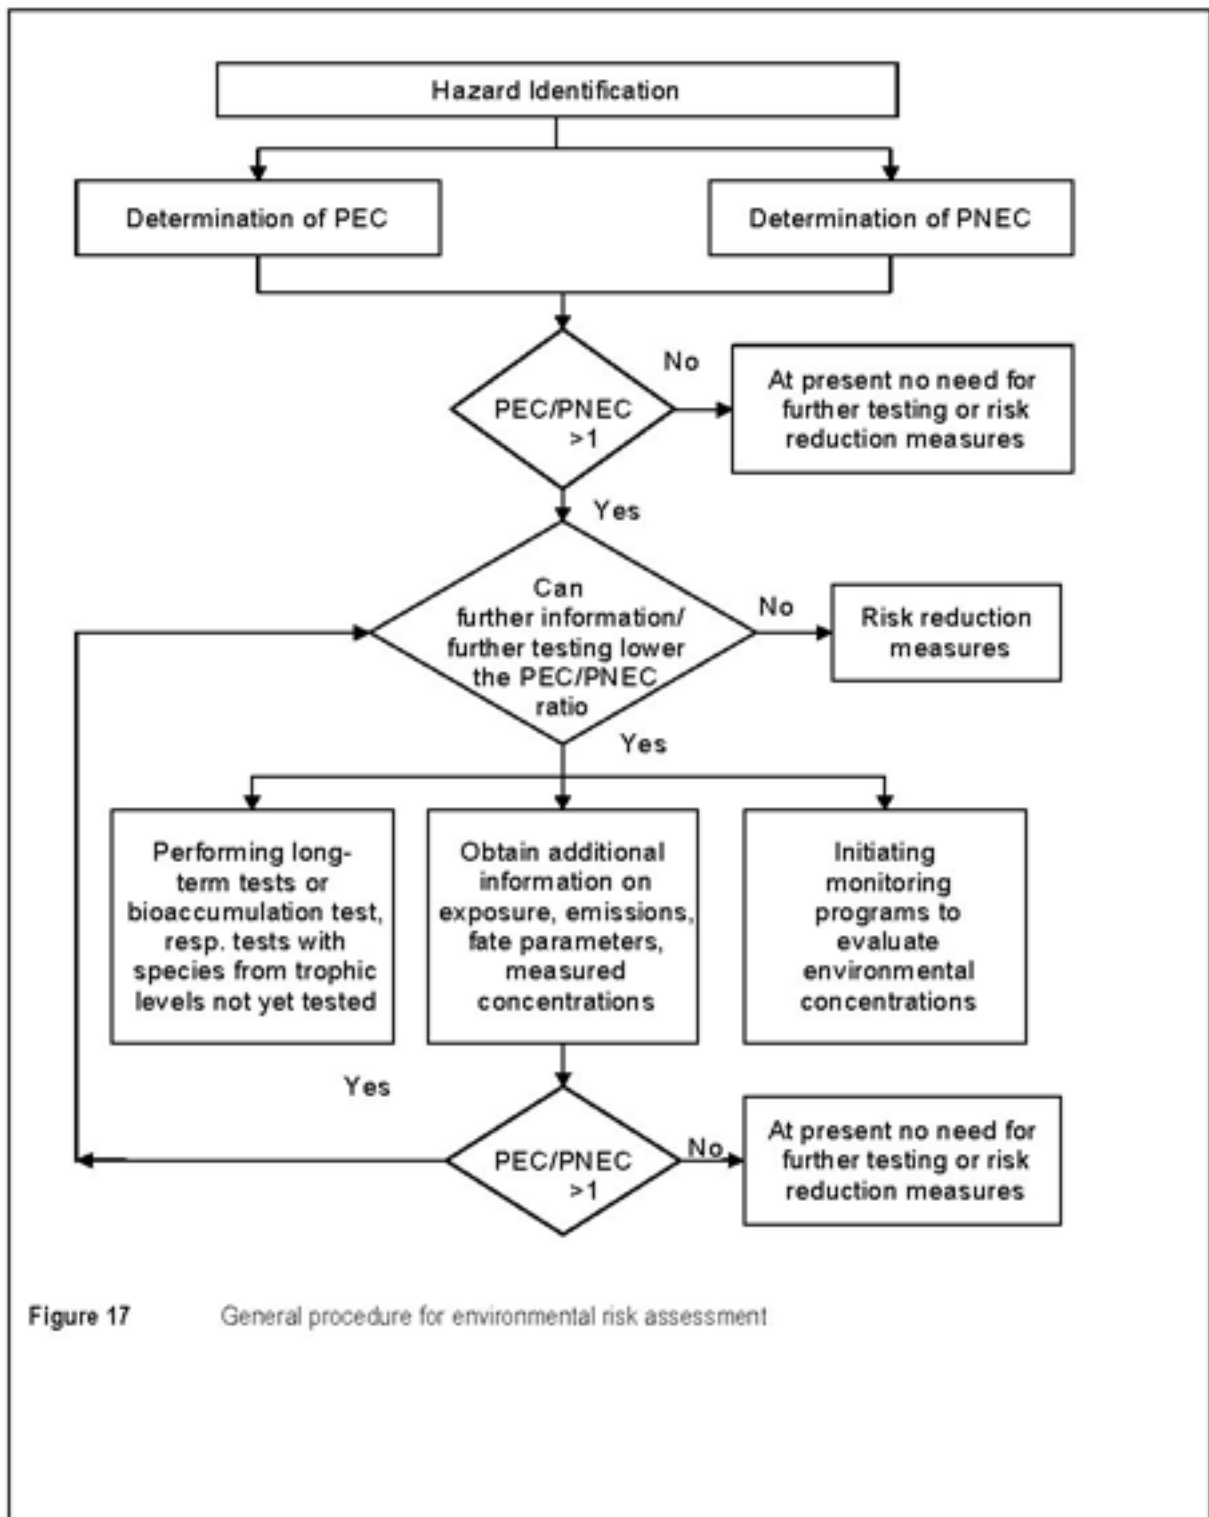 Hazard Identification
Determination of PEC
Determination of PNEC
PEC/PNEC
>1
No
At present no need for
further testing or risk
reduction measures
Yes
Can
further information/
further testing lower
the PEC/PNEC
ratio
No
Risk reduction
measures
Yes
Performing long-
term tests or
bioaccumulation test,
resp. tests with
species from trophic
levels not yet tested
Obtain additional
information on
exposure, emissions,
fate parameters,
measured
concentrations
Initiating
monitoring
programs to
evaluate
environmental
concentrations
Yes
PEC/PNEC
>1
No
At present no need for
further testing or risk
reduction measures
Figure 17 General procedure for environmental risk assessment